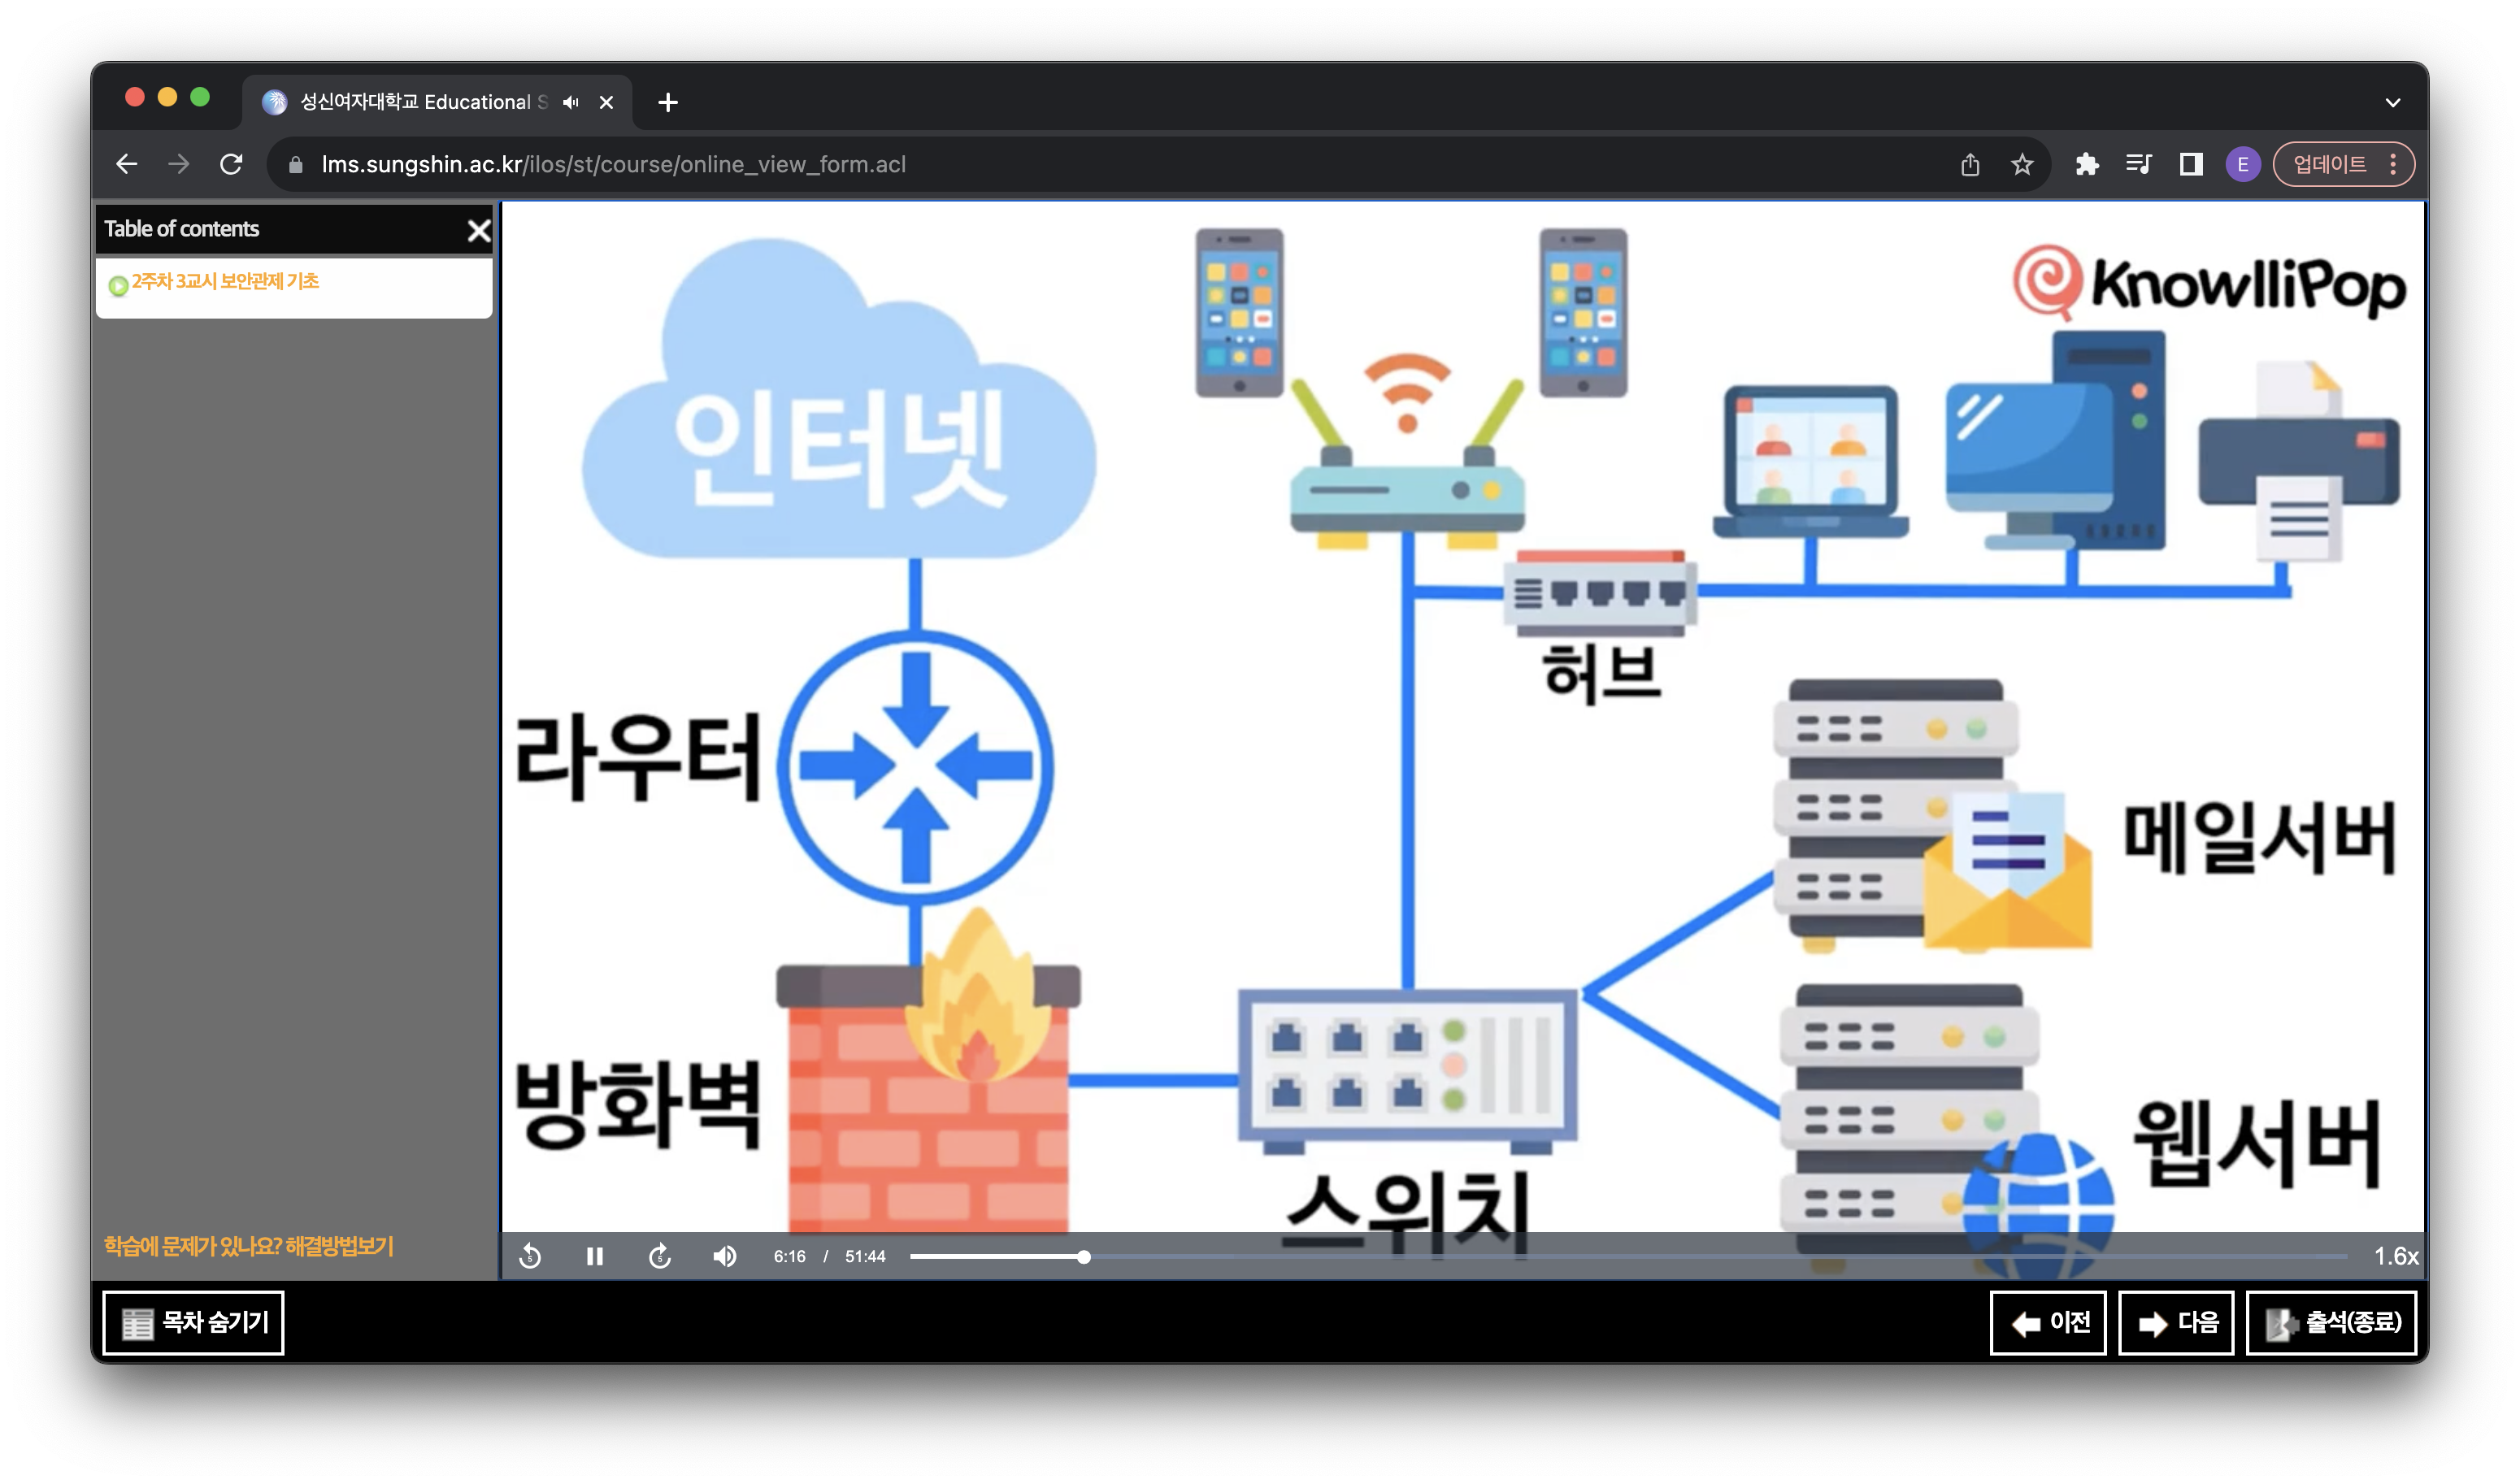 성신여자대학교 Educational S
lms.sungshin.ac.kr/ilos/st/course/online_view_form.acl
E
업데이트
Table of contents
2주차 3교시 보안관제 기초
학습에 문제가 있나요? 해결방법보기
KnowlliPop
인터넷
허브
라우터
메일서버
방화벽
웹서버
스위치
5
5
6:16 / 51:44
1.6x
목차 숨기기
이전
다음
출석(종료)